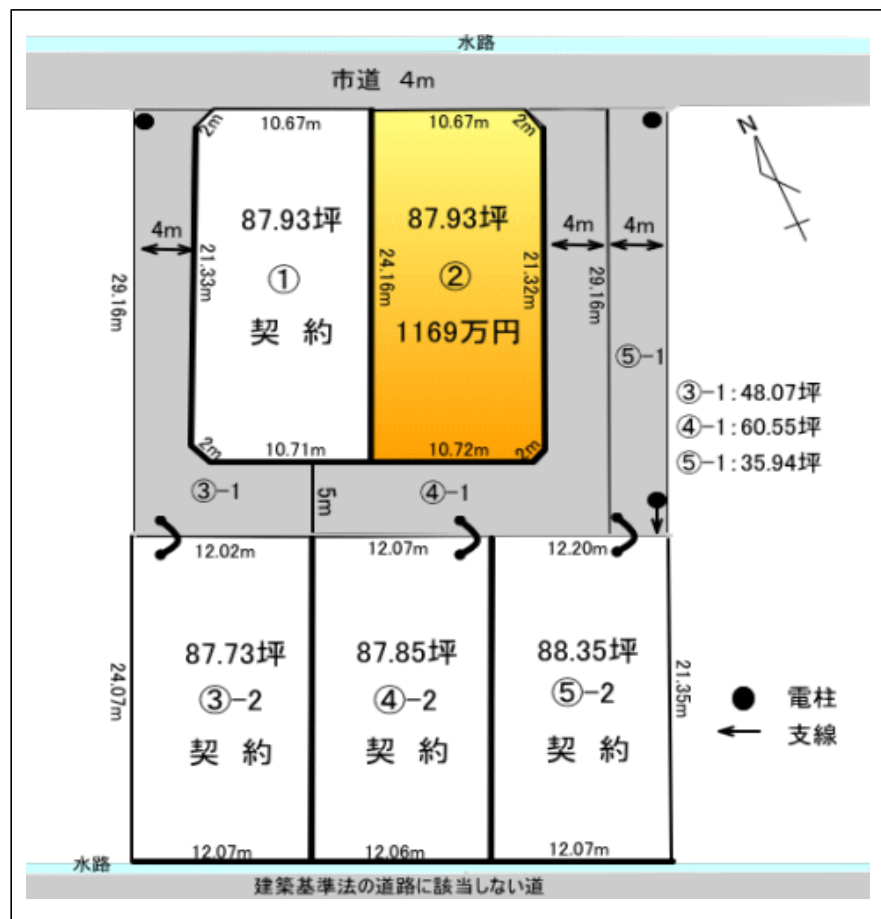 水路
市道 4m
2m
10.67m
10.67m
2m
N
87.93坪
87.93坪
4m
4m
4m
21.33m
24.16m
21.32m
29.16m
29.16m
①
②
契 約
1169万円
⑤-1
③-1:48.07坪
④-1:60.55坪
⑤-1:35.94坪
2m
10.71m
10.72m
2m
③-1
5m
④-1
12.02m
12.07m
12.20m
87.73坪
87.85坪
88.35坪
24.07m
21.35m
③-2
④-2
⑤-2
契 約
契 約
契 約
電柱
支線
12.07m
12.06m
12.07m
水路
建築基準法の道路に該当しない道